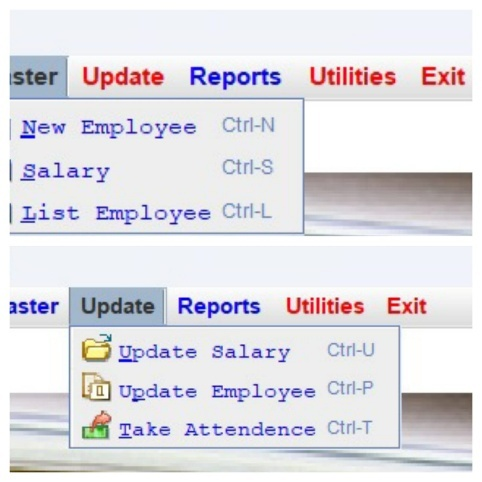 aster Update Reports Utilities Exit
New Employee Ctrl-N
Salary Ctrl-S
List Employee Ctrl-L
aster Update Reports Utilities Exit
Update Salary Ctrl-U
Update Employee Ctrl-P
Take Attendence Ctrl-T